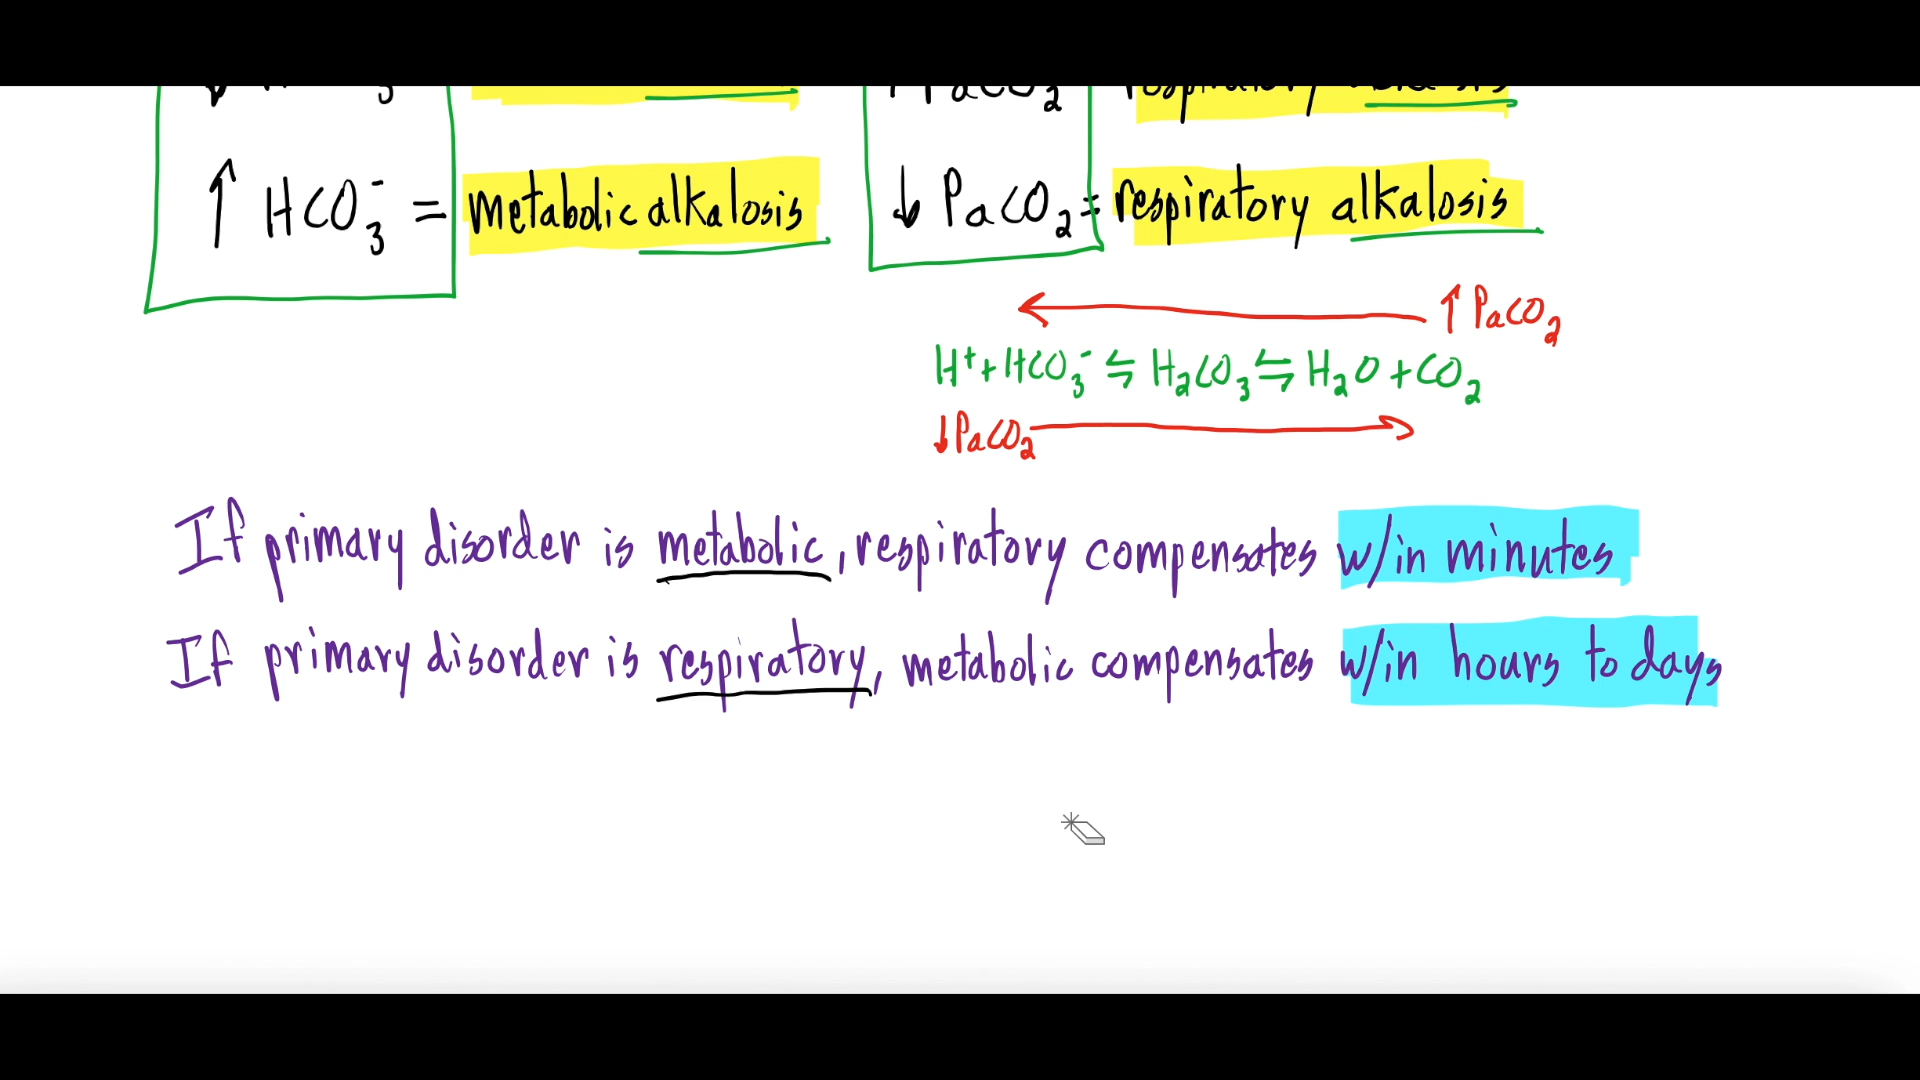 ↑ HCO₃⁻ = metabolic alkalosis ↓ PaCO₂ = respiratory alkalosis
↑ PaCO₂
H⁺ + HCO₃⁻ ⇋ H₂CO₃ ⇋ H₂O + CO₂
↓ PaCO₂
If primary disorder is metabolic, respiratory compensates w/in minutes
If primary disorder is respiratory, metabolic compensates w/in hours to days